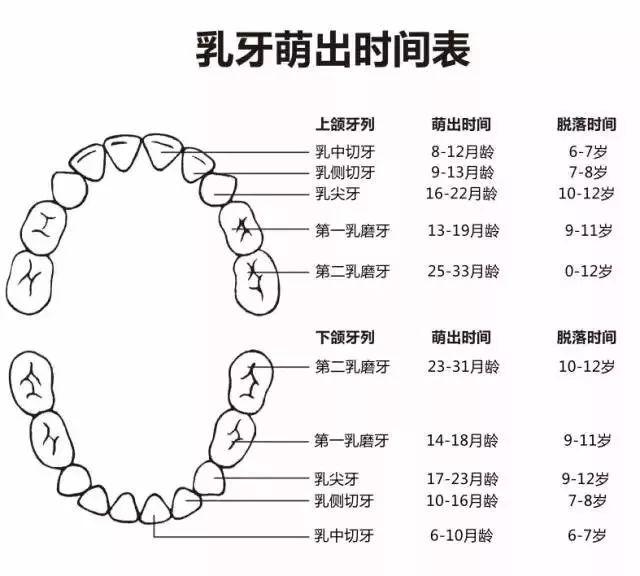 乳牙萌出时间表
上颌牙列 萌出时间 脱落时间
乳中切牙 8-12月龄 6-7岁
乳侧切牙 9-13月龄 7-8岁
乳尖牙 16-22月龄 10-12岁
第一乳磨牙 13-19月龄 9-11岁
第二乳磨牙 25-33月龄 0-12岁
下颌牙列 萌出时间 脱落时间
第二乳磨牙 23-31月龄 10-12岁
第一乳磨牙 14-18月龄 9-11岁
乳尖牙 17-23月龄 9-12岁
乳侧切牙 10-16月龄 7-8岁
乳中切牙 6-10月龄 6-7岁